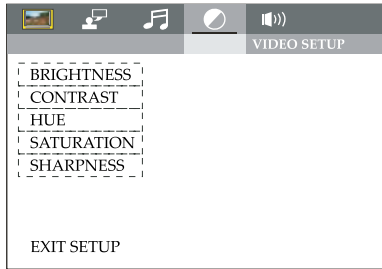 VIDEO SETUP
BRIGHTNESS
CONTRAST
HUE
SATURATION
SHARPNESS
EXIT SETUP